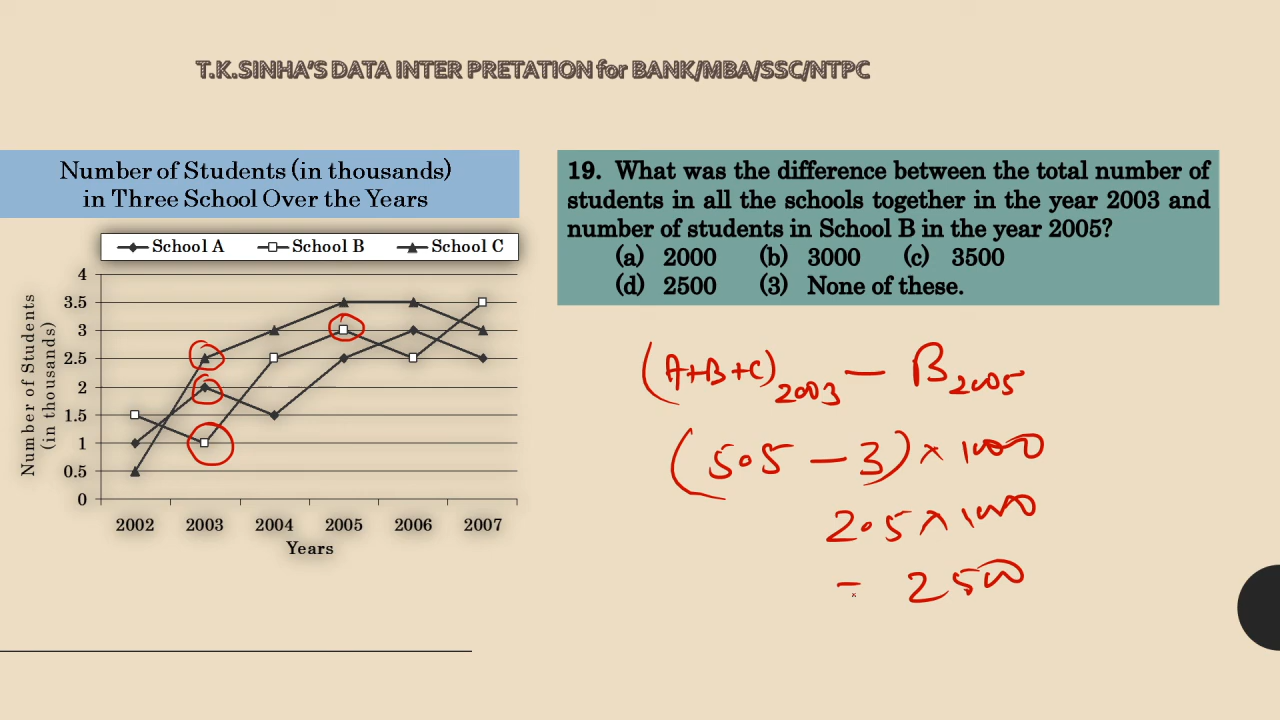 T.K.SINHA'S DATA INTER PRETATION for BANK/MBA/SSC/NTPC
Number of Students (in thousands)
in Three School Over the Years
School A School B School C
Number of Students
(in thousands)
4
3.5
3
2.5
2
1.5
1
0.5
0
2002 2003 2004 2005 2006 2007
Years
19. What was the difference between the total number of
students in all the schools together in the year 2003 and
number of students in School B in the year 2005?
(a) 2000 (b) 3000 (c) 3500
(d) 2500 (3) None of these.
(A+B+C)2003 — B2005
(5.5 — 3) × 1000
2.5 × 1000
= 2500